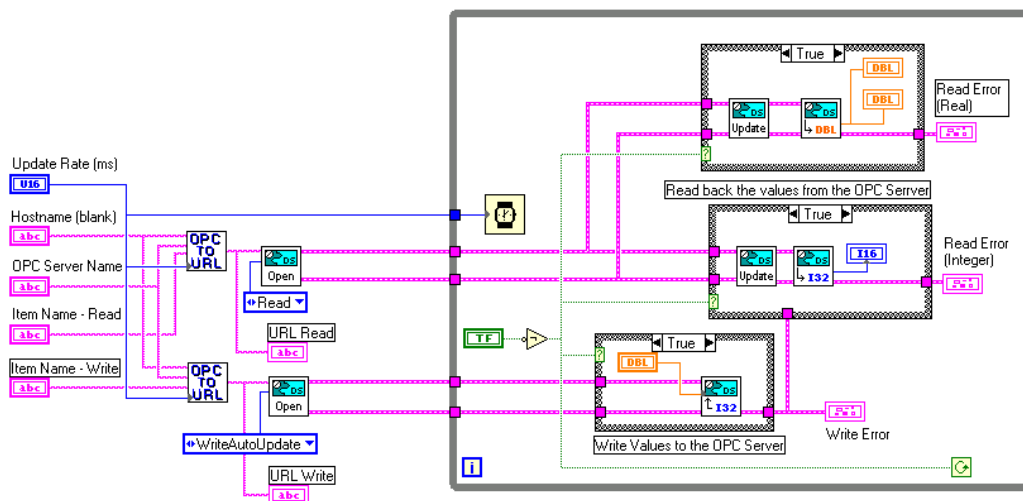 True
DBL
DBL
Read Error
(Real)
DS
Update
DS
DBL
?
Update Rate (ms)
U16
Read back the values from the OPC Serrver
Hostname (blank)
abc
OPC
TO
URL
True
OPC Server Name
abc
DS
Open
DS
Update
DS
I32
I16
Read Error
(Integer)
Read
?
Item Name - Read
abc
URL Read
abc
TF
True
?
DBL
Item Name - Write
abc
OPC
TO
URL
DS
Open
DS
I32
Write Error
WriteAutoUpdate
Write Values to the OPC Server
i
URL Write
abc